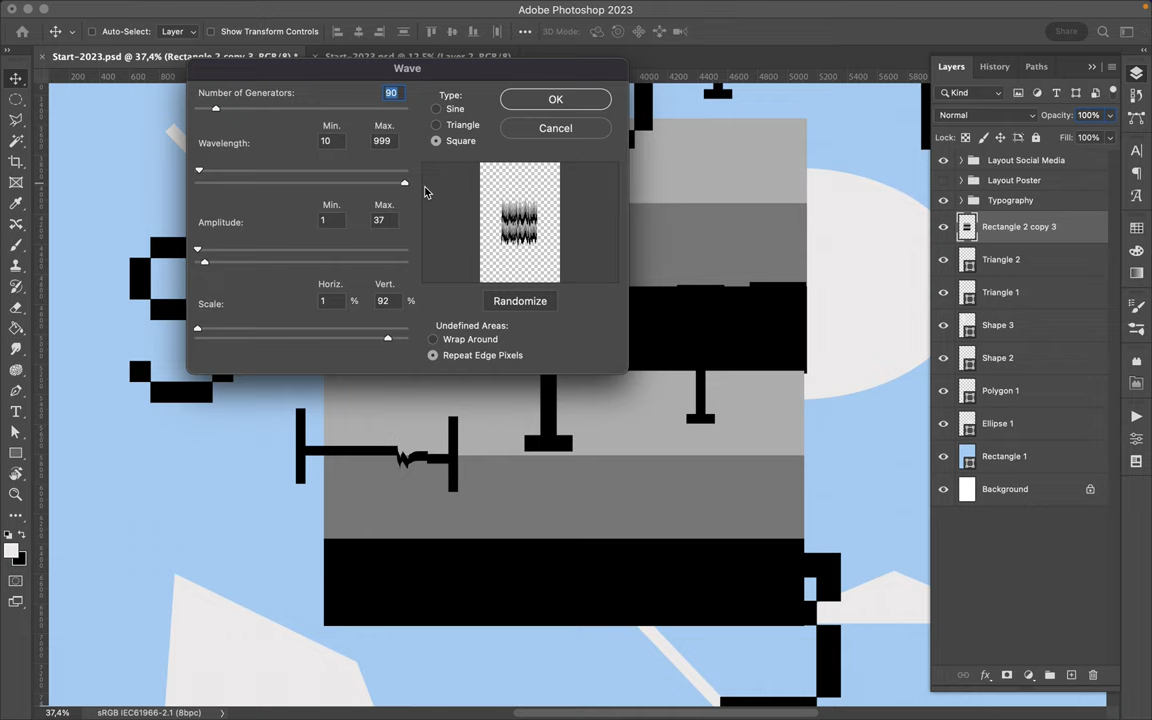 Adobe Photoshop 2023
Auto-Select: Layer Show Transform Controls 3D Mode: Share
Start-2023.psd @ 37,4% (Rectangle 2 copy 3, RGB/8) * Start-2023.psd @ 12,5% (Layer 2, RGB/8)
200 400 600 800 4000 4200 4400 4600 4800 5000 5200 5400 5600 5800 6000
Wave
Number of Generators: 90
Type:
Sine
Triangle
Square
OK
Cancel
Min. Max.
Wavelength: 10 999
Min. Max.
Amplitude: 1 37
Horiz. Vert.
Scale: 1 % 92 %
Randomize
Undefined Areas:
Wrap Around
Repeat Edge Pixels
Layers History Paths
Kind
Normal Opacity: 100%
Lock: Fill: 100%
Layout Social Media
Layout Poster
Typography
Rectangle 2 copy 3
Triangle 2
Triangle 1
Shape 3
Shape 2
Polygon 1
Ellipse 1
Rectangle 1
Background
37,4% sRGB IEC61966-2.1 (8bpc)